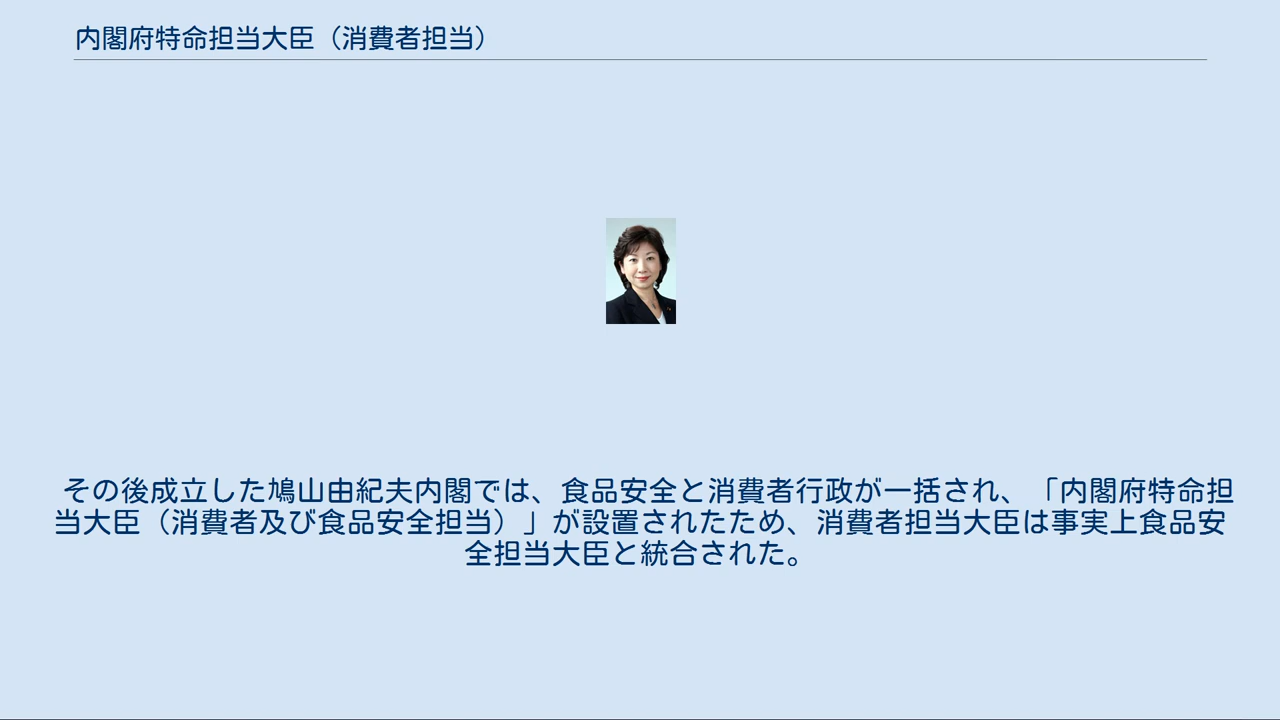 内閣府特命担当大臣（消費者担当）
その後成立した鳩山由紀夫内閣では、食品安全と消費者行政が一括され、「内閣府特命担
当大臣（消費者及び食品安全担当）」が設置されたため、消費者担当大臣は事実上食品安
全担当大臣と統合された。